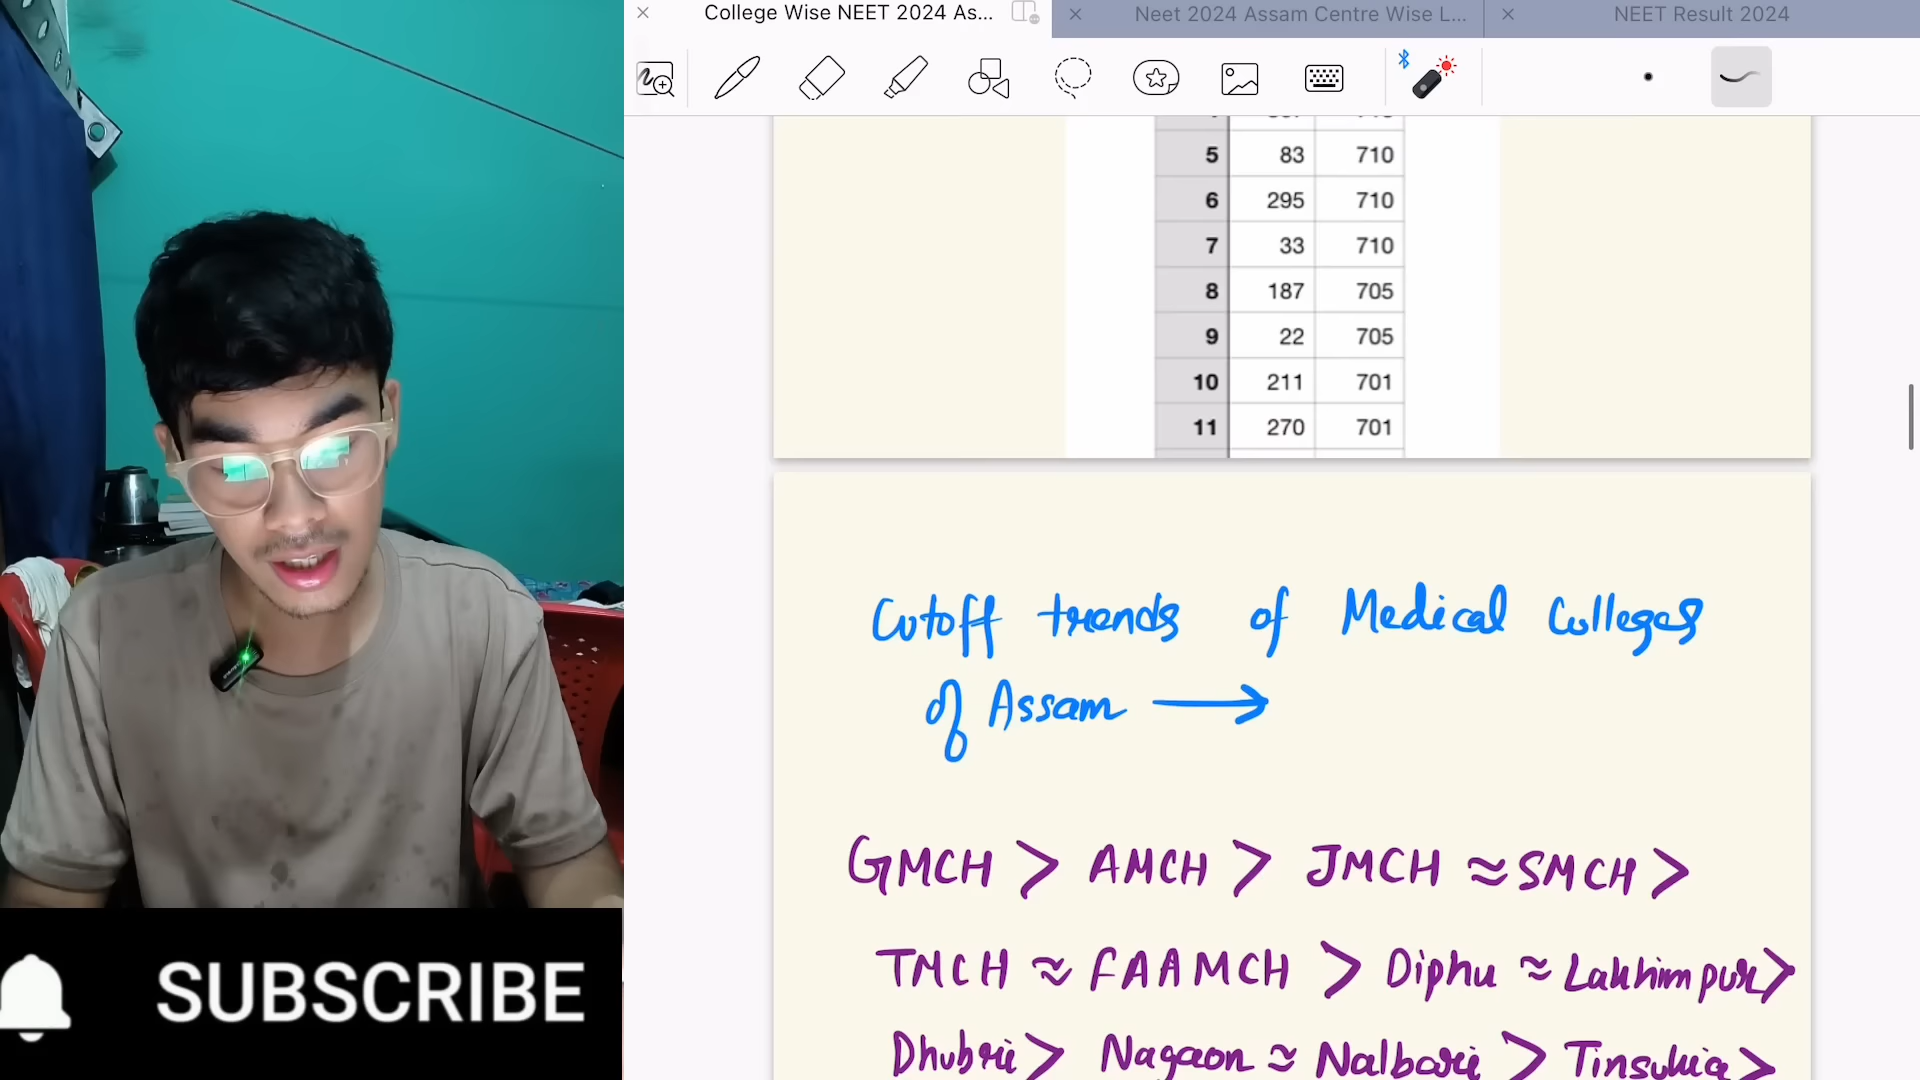 College Wise NEET 2024 As...
Neet 2024 Assam Centre Wise L...
NEET Result 2024
5 83 710
6 295 710
7 33 710
8 187 705
9 22 705
10 211 701
11 270 701
Cutoff trends of Medical Colleges
of Assam →
GMCH > AMCH > JMCH ≈ SMCH >
TMCH ≈ FAAMCH > Diphu ≈ Lakhimpur >
Dhubri > Nagaon ≈ Nalbari > Tinsukia >
SUBSCRIBE